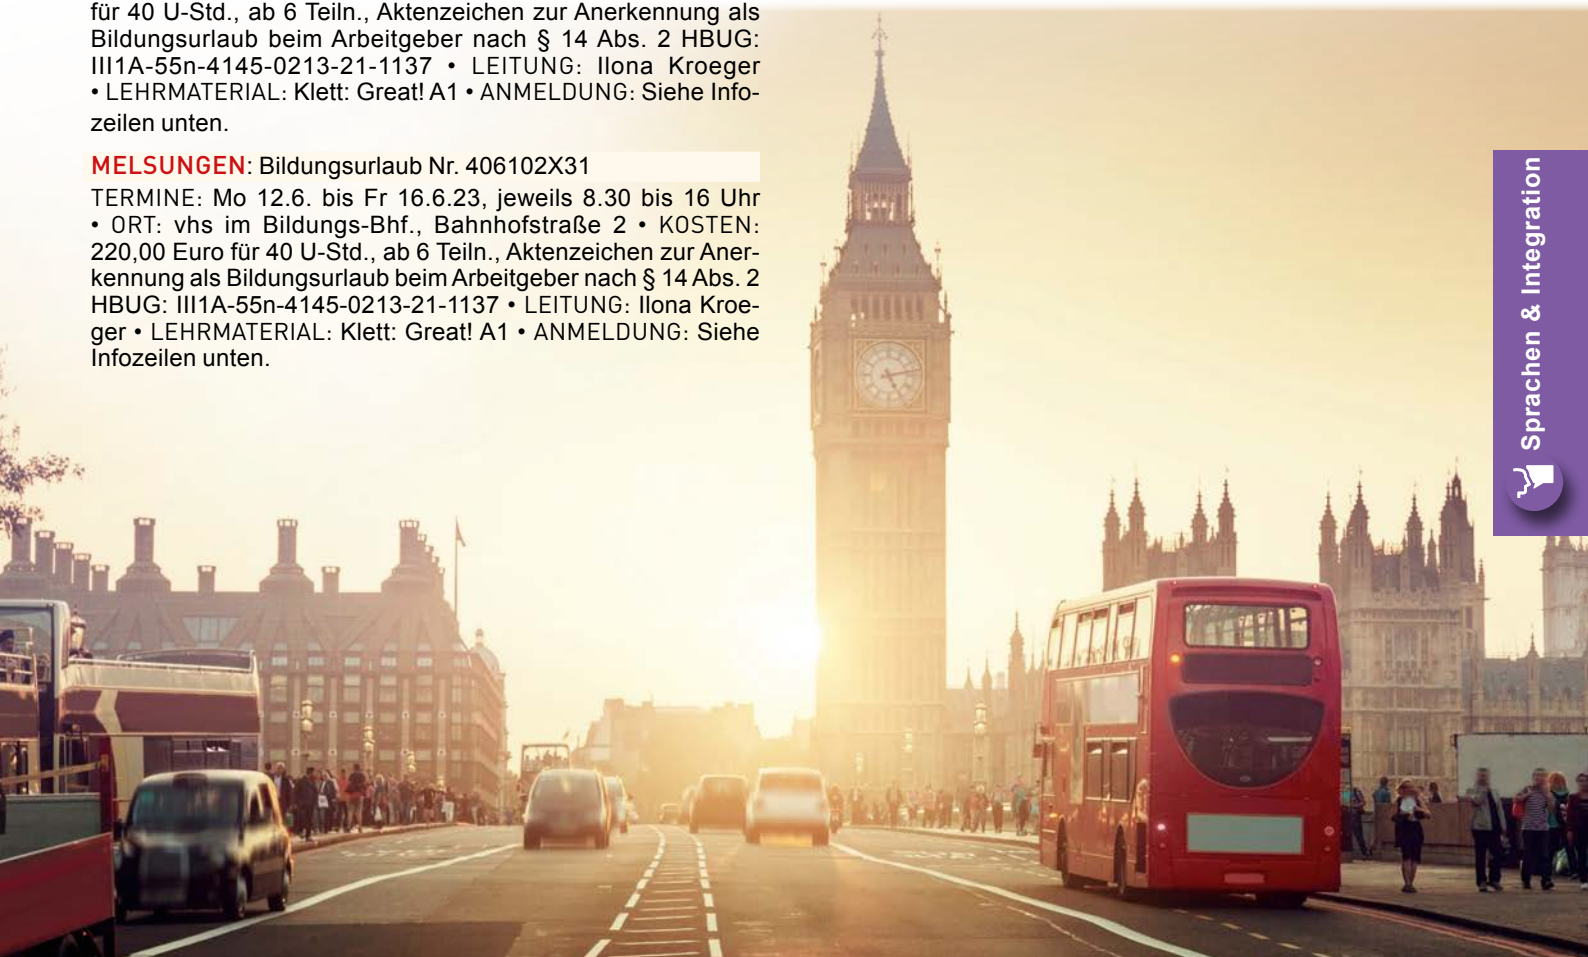 für 40 U-Std., ab 6 Teiln., Aktenzeichen zur Anerkennung als
Bildungsurlaub beim Arbeitgeber nach § 14 Abs. 2 HBUG:
III1A-55n-4145-0213-21-1137 • LEITUNG: Ilona Kroeger
• LEHRMATERIAL: Klett: Great! A1 • ANMELDUNG: Siehe Info-
zeilen unten.
MELSUNGEN: Bildungsurlaub Nr. 406102X31
TERMINE: Mo 12.6. bis Fr 16.6.23, jeweils 8.30 bis 16 Uhr
• ORT: vhs im Bildungs-Bhf., Bahnhofstraße 2 • KOSTEN:
220,00 Euro für 40 U-Std., ab 6 Teiln., Aktenzeichen zur Aner-
kennung als Bildungsurlaub beim Arbeitgeber nach § 14 Abs. 2
HBUG: III1A-55n-4145-0213-21-1137 • LEITUNG: Ilona Kroe-
ger • LEHRMATERIAL: Klett: Great! A1 • ANMELDUNG: Siehe
Infozeilen unten.
Sprachen & Integration